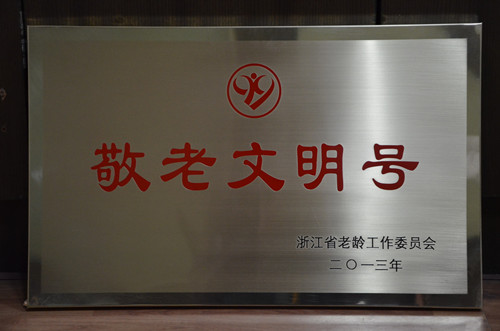 敬老文明号
浙江省老龄工作委员会
二〇一三年